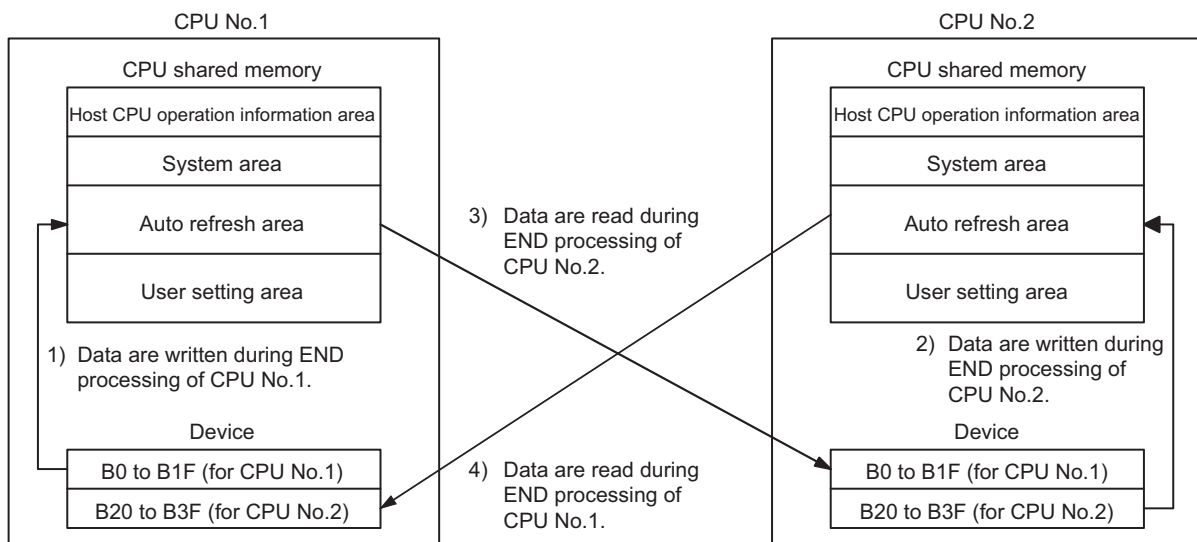 CPU No.1
CPU shared memory
Host CPU operation information area
System area
Auto refresh area
User setting area
1) Data are written during END
processing of CPU No.1.
Device
B0 to B1F (for CPU No.1)
B20 to B3F (for CPU No.2)
3) Data are read during
END processing of
CPU No.2.
4) Data are read during
END processing of
CPU No.1.
CPU No.2
CPU shared memory
Host CPU operation information area
System area
Auto refresh area
User setting area
2) Data are written during
END processing of
CPU No.2.
Device
B0 to B1F (for CPU No.1)
B20 to B3F (for CPU No.2)